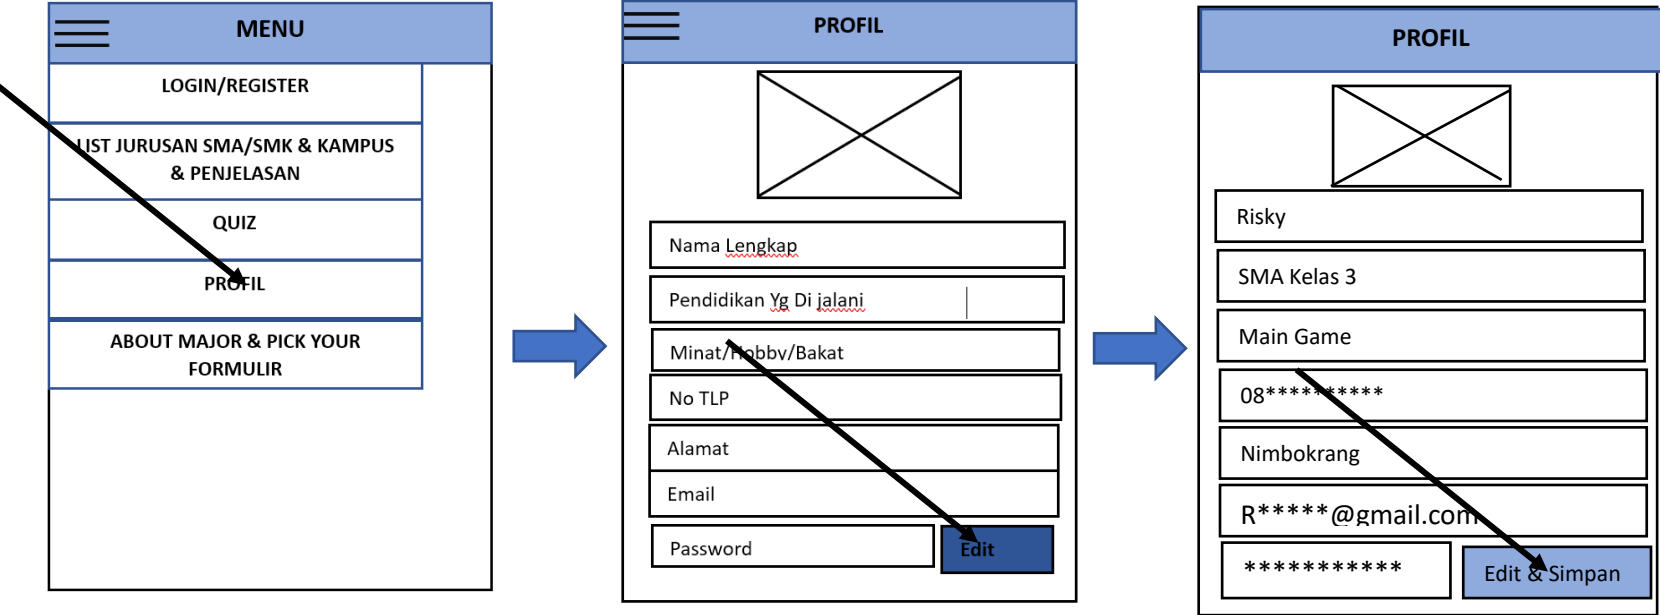 MENU
LOGIN/REGISTER
LIST JURUSAN SMA/SMK & KAMPUS
& PENJELASAN
QUIZ
PROFIL
ABOUT MAJOR & PICK YOUR
FORMULIR
PROFIL
Nama Lengkap
Pendidikan Yg Di jalani
Minat/Hobby/Bakat
No TLP
Alamat
Email
Password
Edit
PROFIL
Risky
SMA Kelas 3
Main Game
08**********
Nimbokrang
R*****@gmail.com
***********
Edit & Simpan